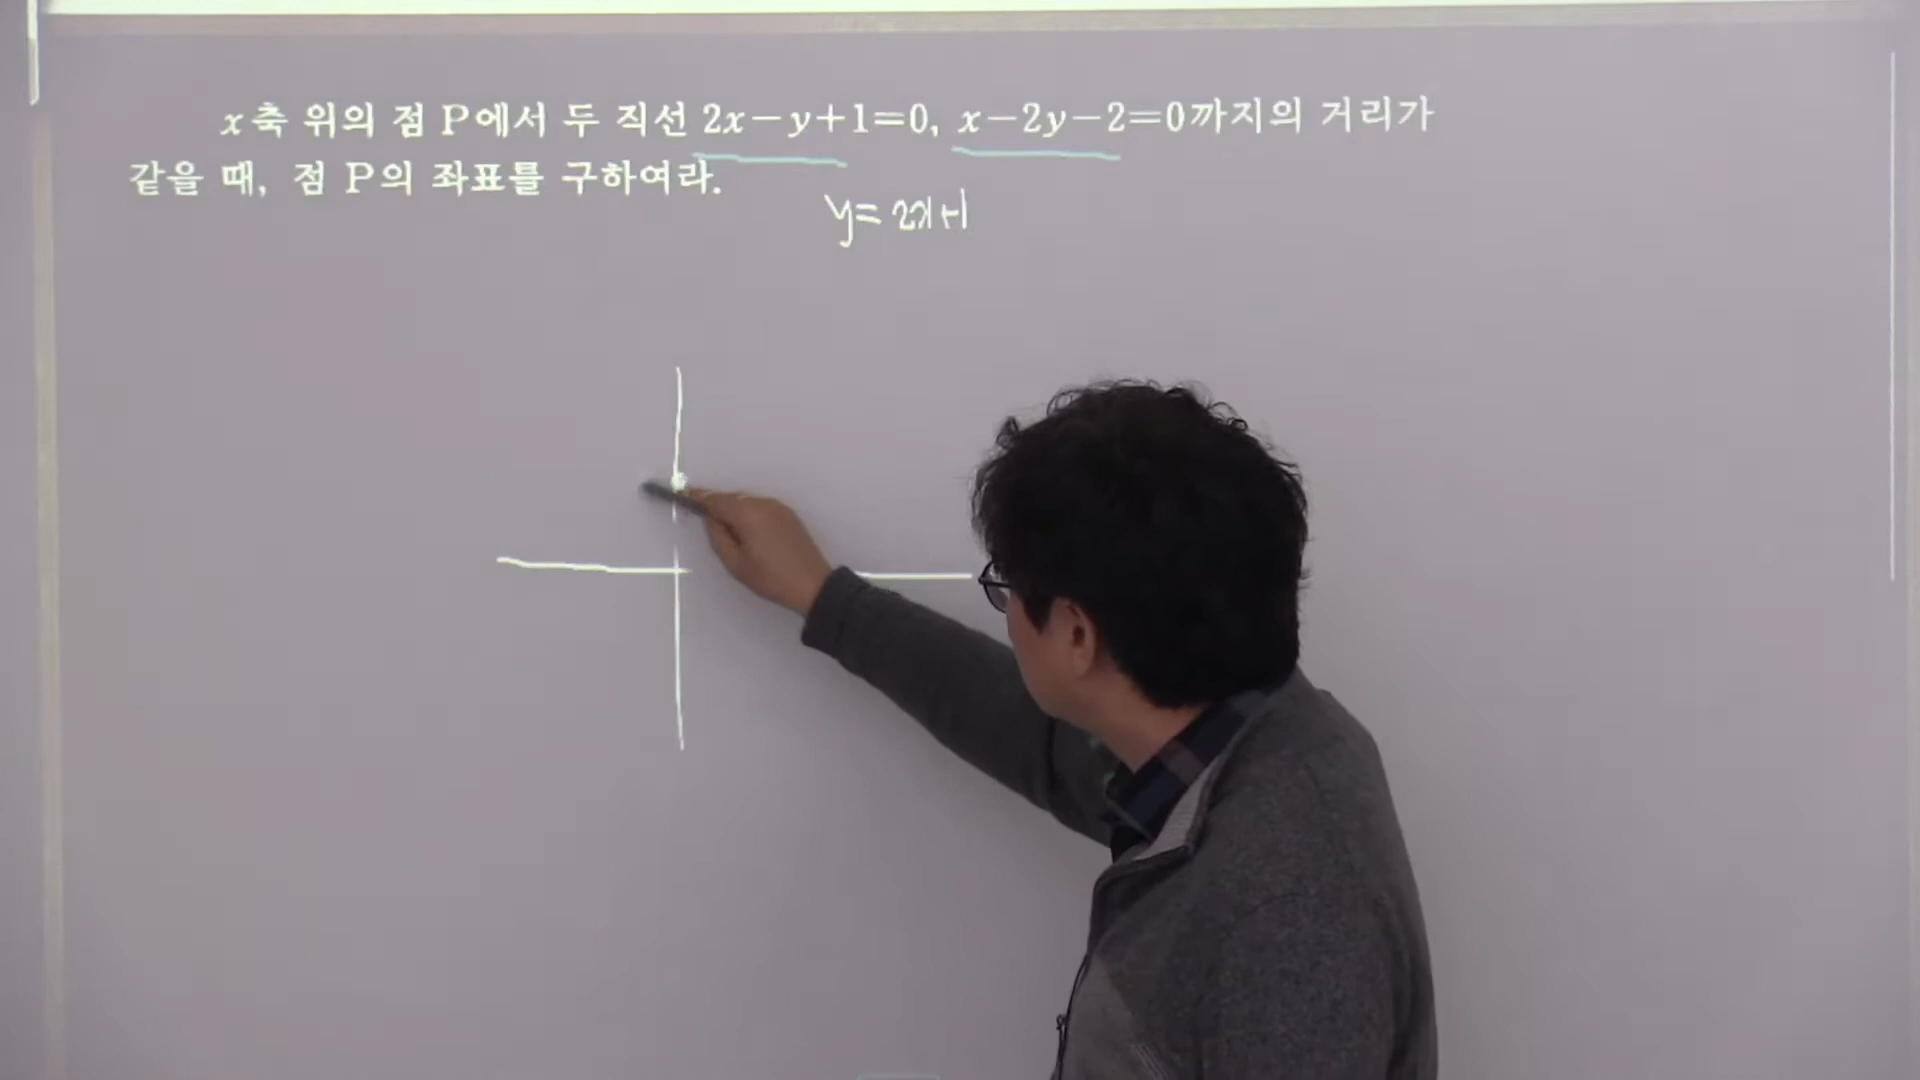 x축 위의 점 P에서 두 직선 2x−y+1=0, x−2y−2=0까지의 거리가
같을 때, 점 P의 좌표를 구하여라.
y=2x+1